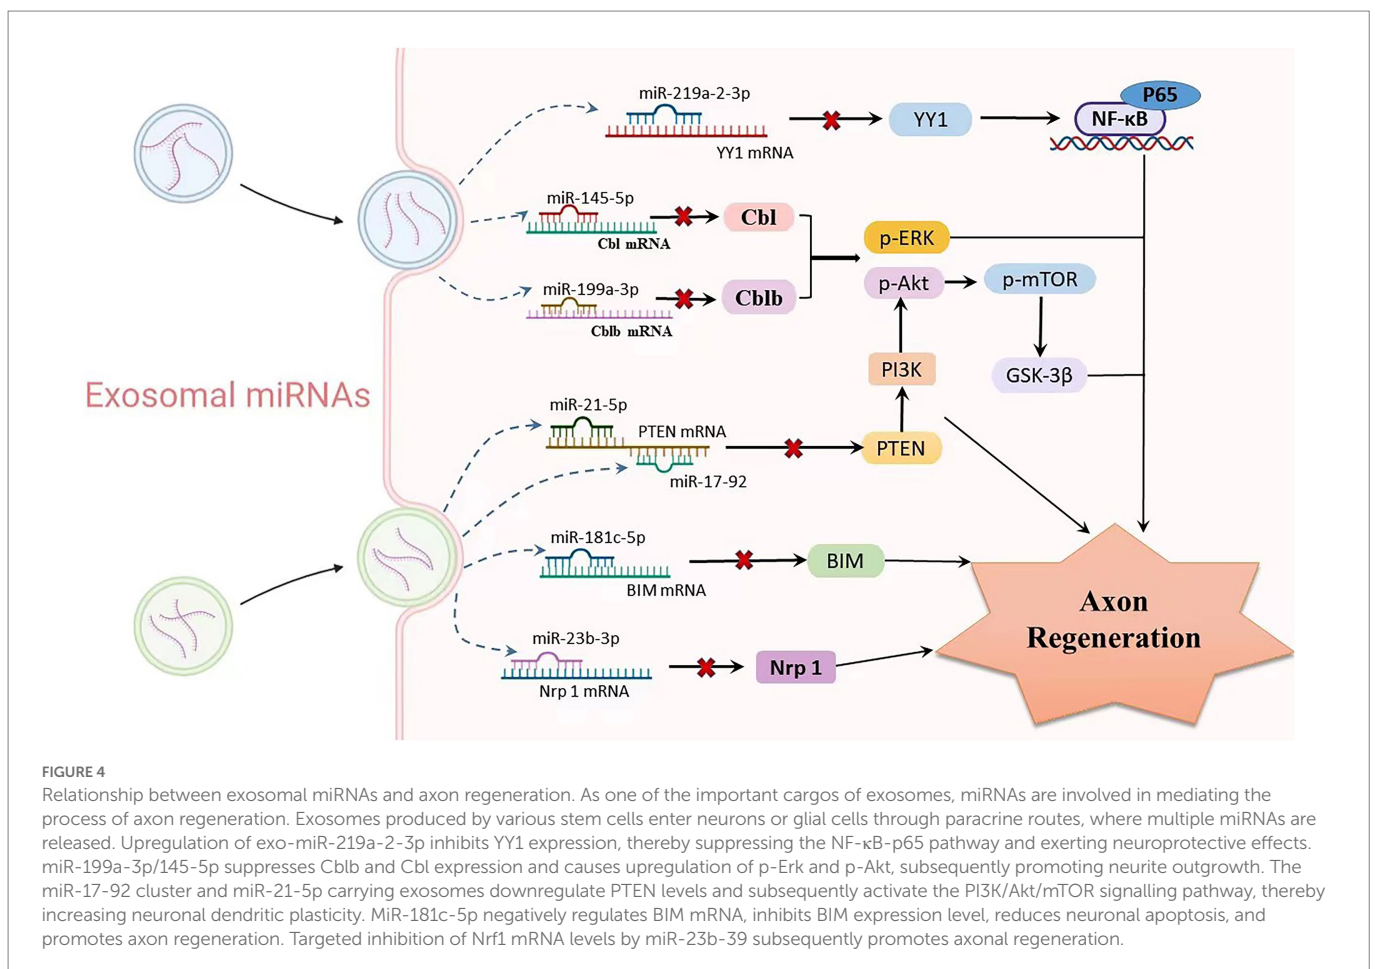 miR-219a-2-3p
YY1 mRNA
YY1
P65
NF-κB
miR-145-5p
Cbl mRNA
Cbl
p-ERK
miR-199a-3p
Cblb mRNA
Cblb
p-Akt
p-mTOR
PI3K
GSK-3β
Exosomal miRNAs
miR-21-5p
PTEN mRNA
PTEN
miR-17-92
miR-181c-5p
BIM mRNA
BIM
Axon
Regeneration
miR-23b-3p
Nrp 1 mRNA
Nrp 1
FIGURE 4
Relationship between exosomal miRNAs and axon regeneration. As one of the important cargos of exosomes, miRNAs are involved in mediating the
process of axon regeneration. Exosomes produced by various stem cells enter neurons or glial cells through paracrine routes, where multiple miRNAs are
released. Upregulation of exo-miR-219a-2-3p inhibits YY1 expression, thereby suppressing the NF-κB-p65 pathway and exerting neuroprotective effects.
miR-199a-3p/145-5p suppresses Cblb and Cbl expression and causes upregulation of p-Erk and p-Akt, subsequently promoting neurite outgrowth. The
miR-17-92 cluster and miR-21-5p carrying exosomes downregulate PTEN levels and subsequently activate the PI3K/Akt/mTOR signalling pathway, thereby
increasing neuronal dendritic plasticity. MiR-181c-5p negatively regulates BIM mRNA, inhibits BIM expression level, reduces neuronal apoptosis, and
promotes axon regeneration. Targeted inhibition of Nrf1 mRNA levels by miR-23b-39 subsequently promotes axonal regeneration.